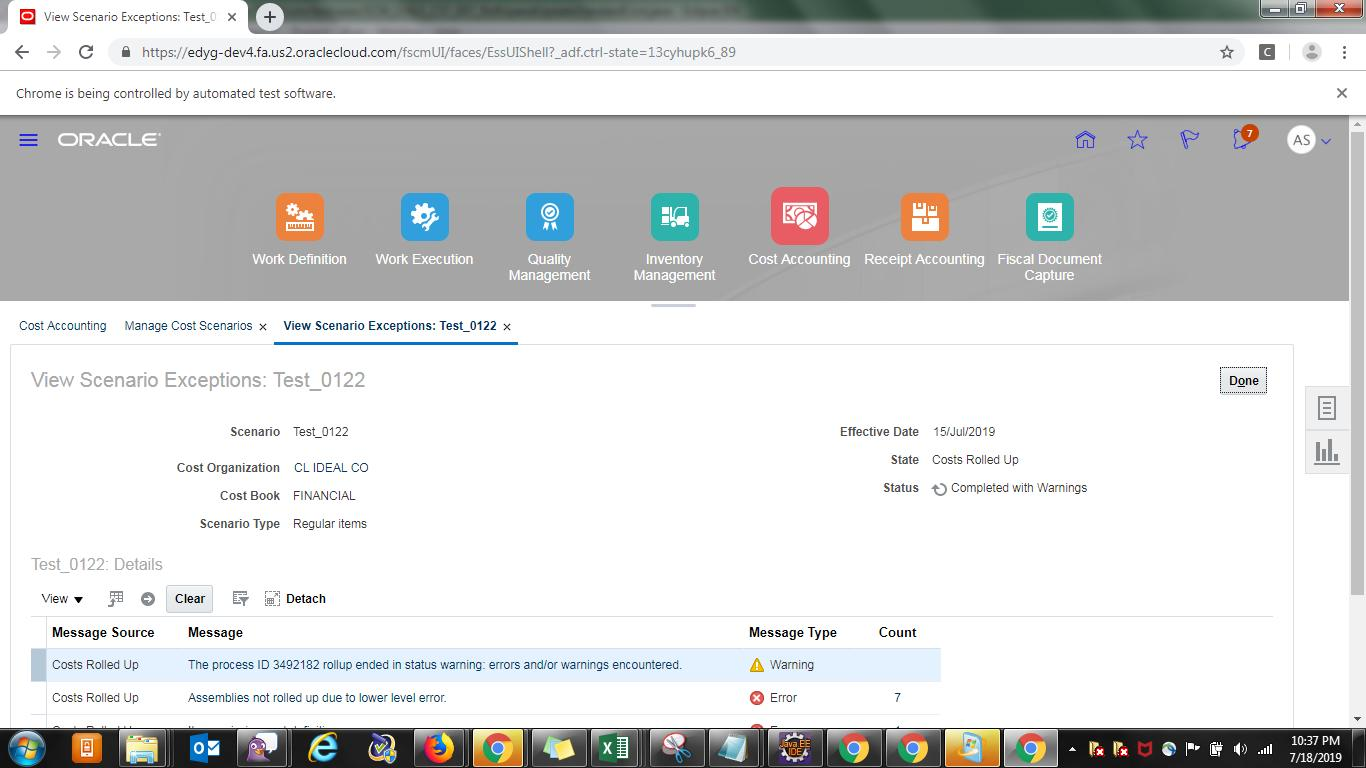 View Scenario Exceptions: Test_0
https://edyg-dev4.fa.us2.oraclecloud.com/fscmUI/faces/EssUIShell?_adf.ctrl-state=13cyhupk6_89
C
Chrome is being controlled by automated test software.
ORACLE
7
AS
Work Definition
Work Execution
Quality Management
Inventory Management
Cost Accounting
Receipt Accounting
Fiscal Document Capture
Cost Accounting
Manage Cost Scenarios
View Scenario Exceptions: Test_0122
View Scenario Exceptions: Test_0122
Done
Scenario Test_0122
Cost Organization CL IDEAL CO
Cost Book FINANCIAL
Scenario Type Regular items
Effective Date 15/Jul/2019
State Costs Rolled Up
Status Completed with Warnings
Test_0122: Details
View
Clear
Detach
Message Source Message Message Type Count
Costs Rolled Up The process ID 3492182 rollup ended in status warning: errors and/or warnings encountered. Warning
Costs Rolled Up Assemblies not rolled up due to lower level error. Error 7
Java EE
IDE
10:37 PM
7/18/2019